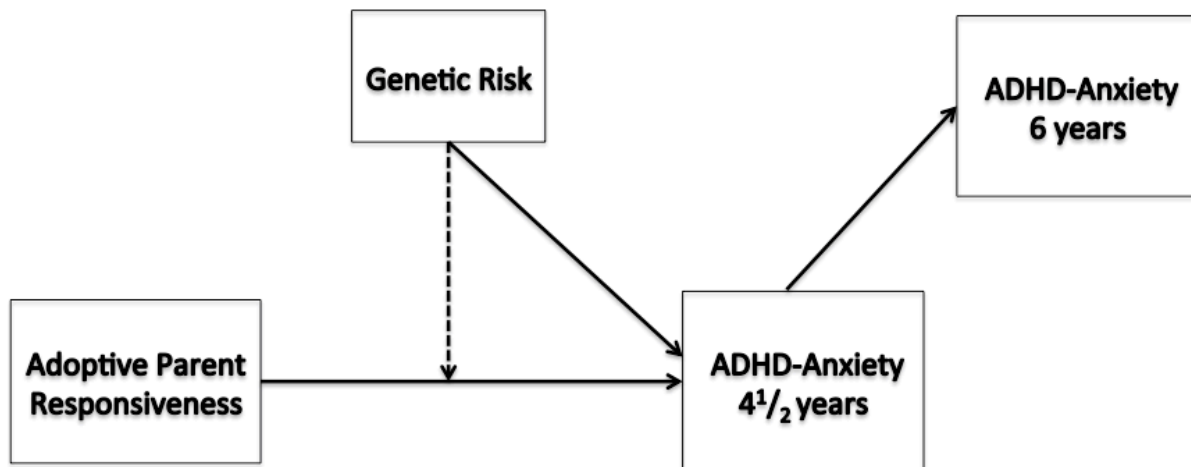 Genetic Risk
ADHD-Anxiety
6 years
Adoptive Parent
Responsiveness
ADHD-Anxiety
4¹/₂ years